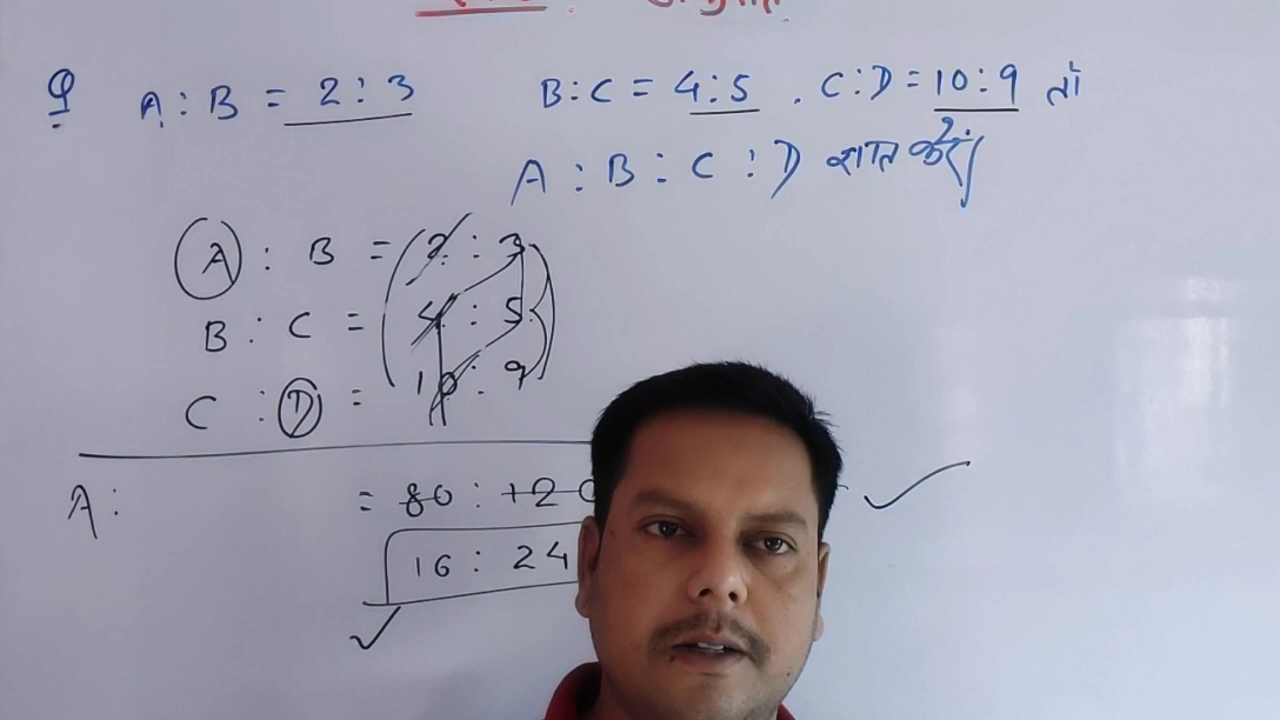 Q A : B = 2 : 3 B : C = 4 : 5 . C : D = 10 : 9 तो
A : B : C : D ज्ञात करें।
A : B = 2 : 3
B : C = 4 : 5
C : D = 10 : 9
A : = 80 : 120
16 : 24